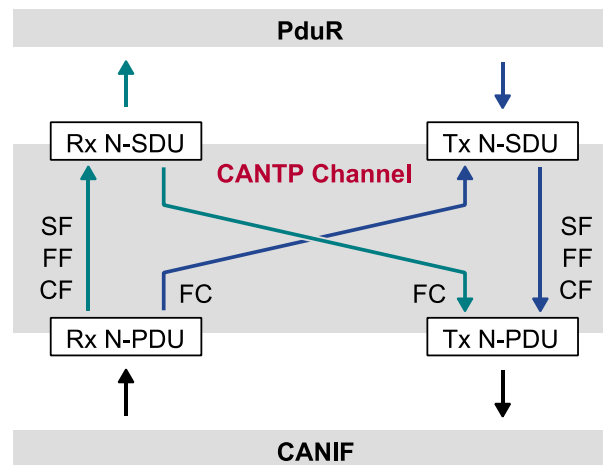 PduR
Rx N-SDU
Tx N-SDU
CANTP Channel
SF
FF
CF
SF
FF
CF
FC
FC
Rx N-PDU
Tx N-PDU
CANIF